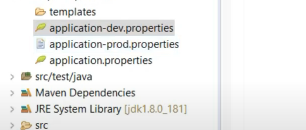 templates
application-dev.properties
application-prod.properties
application.properties
src/test/java
Maven Dependencies
JRE System Library [jdk1.8.0_181]
src